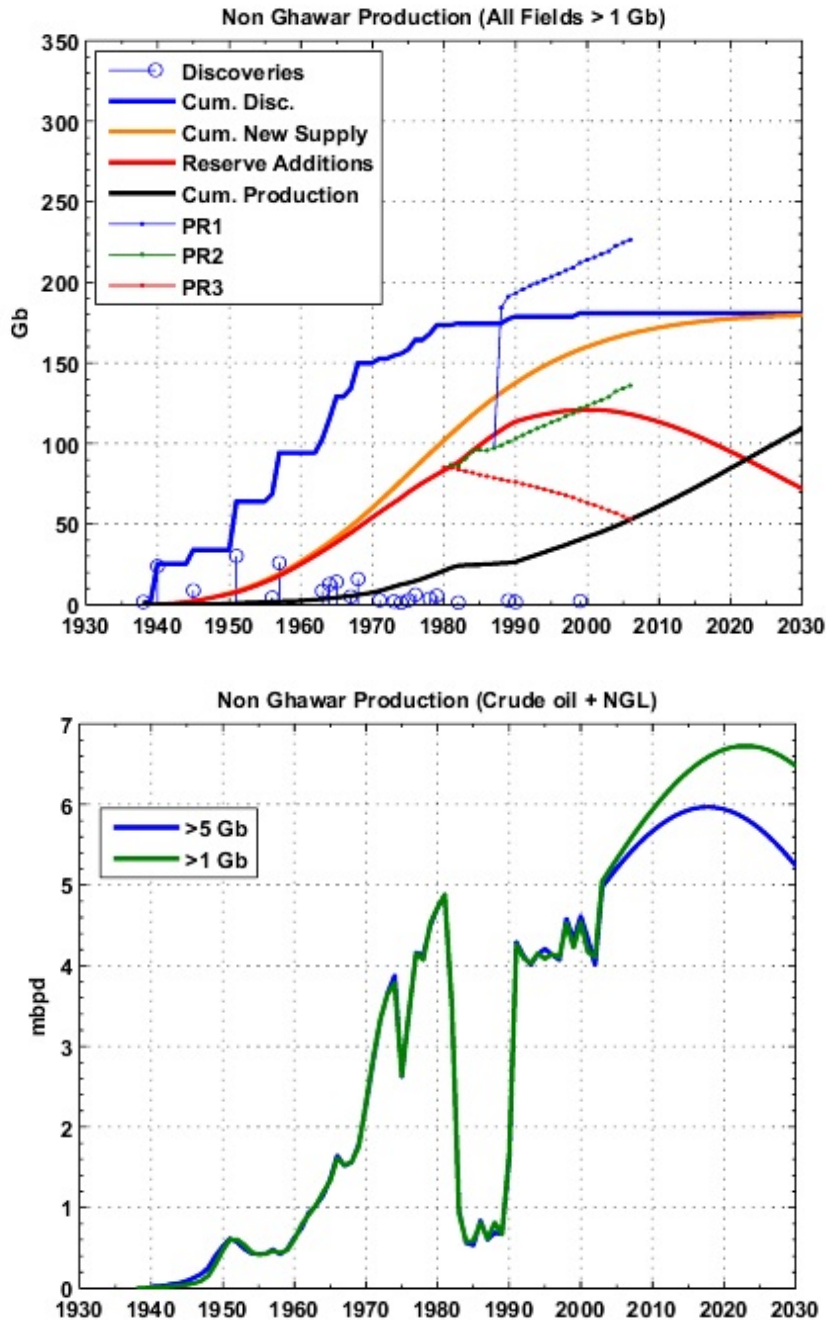 Non Ghawar Production (All Fields > 1 Gb)
350
300
250
200
150
100
50
0
Gb
Discoveries
Cum. Disc.
Cum. New Supply
Reserve Additions
Cum. Production
PR1
PR2
PR3
1930 1940 1950 1960 1970 1980 1990 2000 2010 2020 2030
Non Ghawar Production (Crude oil + NGL)
7
6
5
4
3
2
1
0
mbpd
>5 Gb
>1 Gb
1930 1940 1950 1960 1970 1980 1990 2000 2010 2020 2030